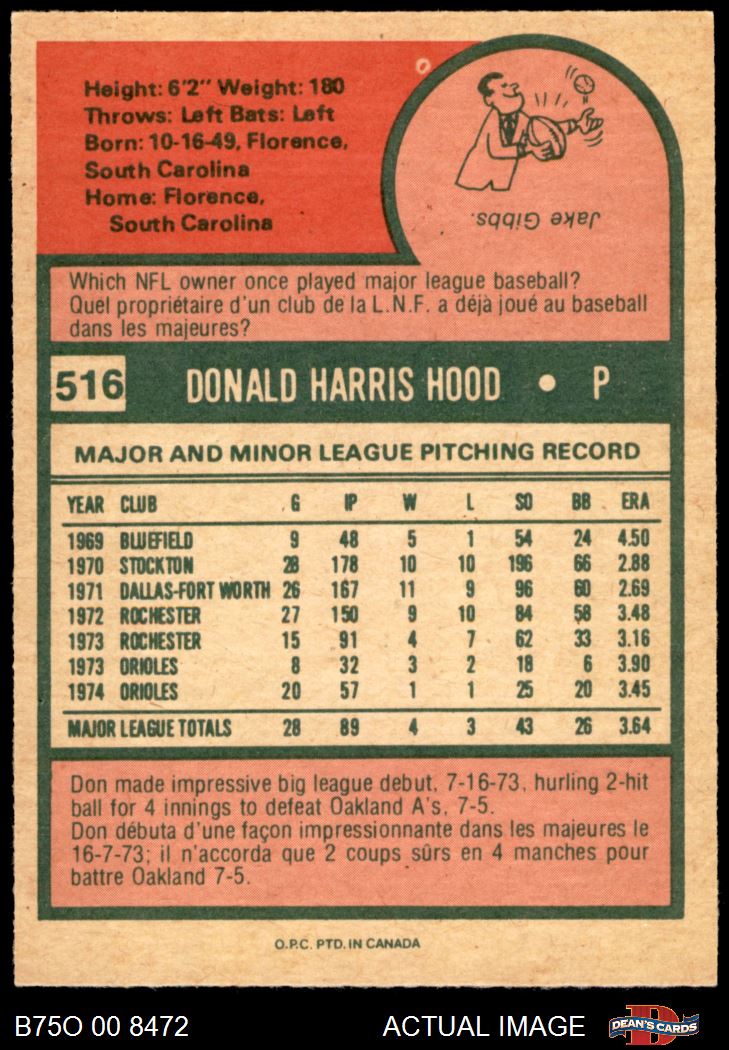 Height: 6'2" Weight: 180
Throws: Left Bats: Left
Born: 10-16-49, Florence,
South Carolina
Home: Florence,
South Carolina
Jake Gibbs.
Which NFL owner once played major league baseball?
Quel propriétaire d'un club de la L.N.F. a déjà joué au baseball
dans les majeures?
516 DONALD HARRIS HOOD • P
MAJOR AND MINOR LEAGUE PITCHING RECORD
YEAR CLUB G IP W L SO BB ERA
1969 BLUEFIELD 9 48 5 1 54 24 4.50
1970 STOCKTON 28 178 10 10 196 66 2.88
1971 DALLAS-FORT WORTH 26 167 11 9 96 60 2.69
1972 ROCHESTER 27 150 9 10 84 58 3.48
1973 ROCHESTER 15 91 4 7 62 33 3.16
1973 ORIOLES 8 32 3 2 18 6 3.90
1974 ORIOLES 20 57 1 1 25 20 3.45
MAJOR LEAGUE TOTALS 28 89 4 3 43 26 3.64
Don made impressive big league debut, 7-16-73, hurling 2-hit
ball for 4 innings to defeat Oakland A's, 7-5.
Don débuta d'une façon impressionnante dans les majeures le
16-7-73; il n'accorda que 2 coups sûrs en 4 manches pour
battre Oakland 7-5.
O.P.C. PTD. IN CANADA
B75O 00 8472 ACTUAL IMAGE DEAN'S CARDS